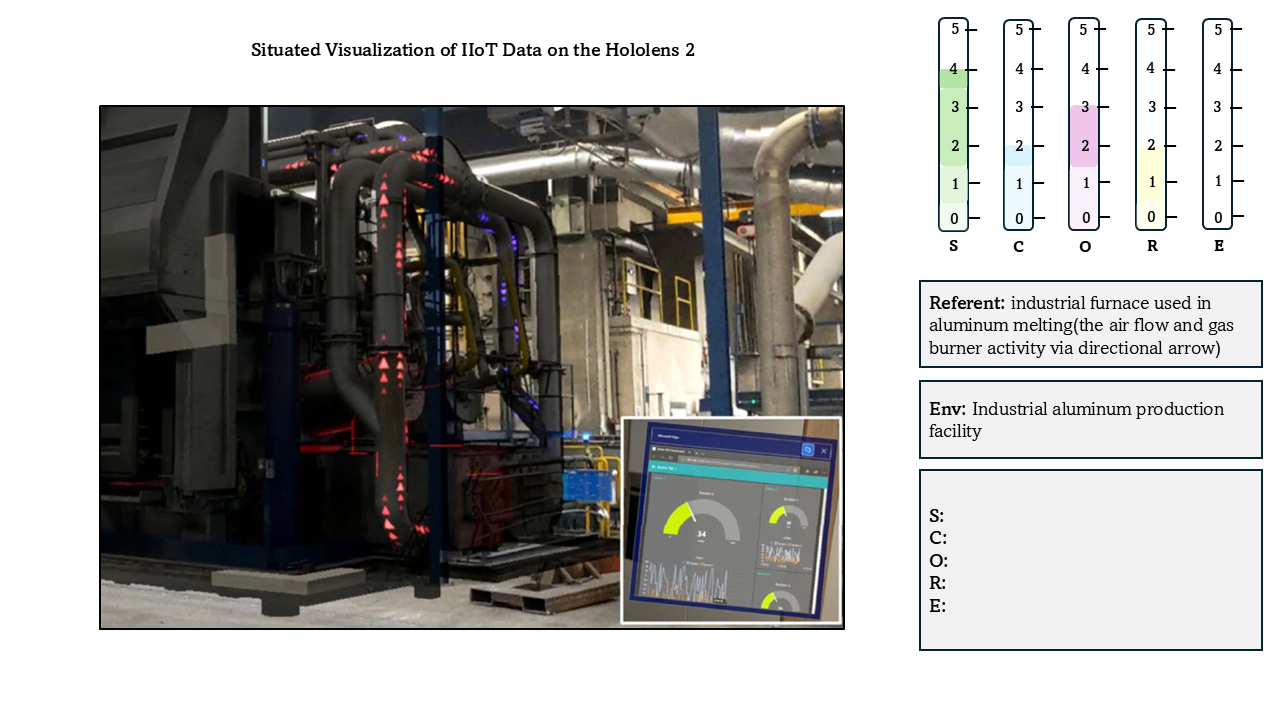 Situated Visualization of IIoT Data on the Hololens 2
5 5 5 5 5
4 4 4 4 4
3 3 3 3 3
2 2 2 2 2
1 1 1 1 1
0 0 0 0 0
S C O R E
Referent: industrial furnace used in
aluminum melting(the air flow and gas
burner activity via directional arrow)
Env: Industrial aluminum production
facility
S:
C:
O:
R:
E:
34